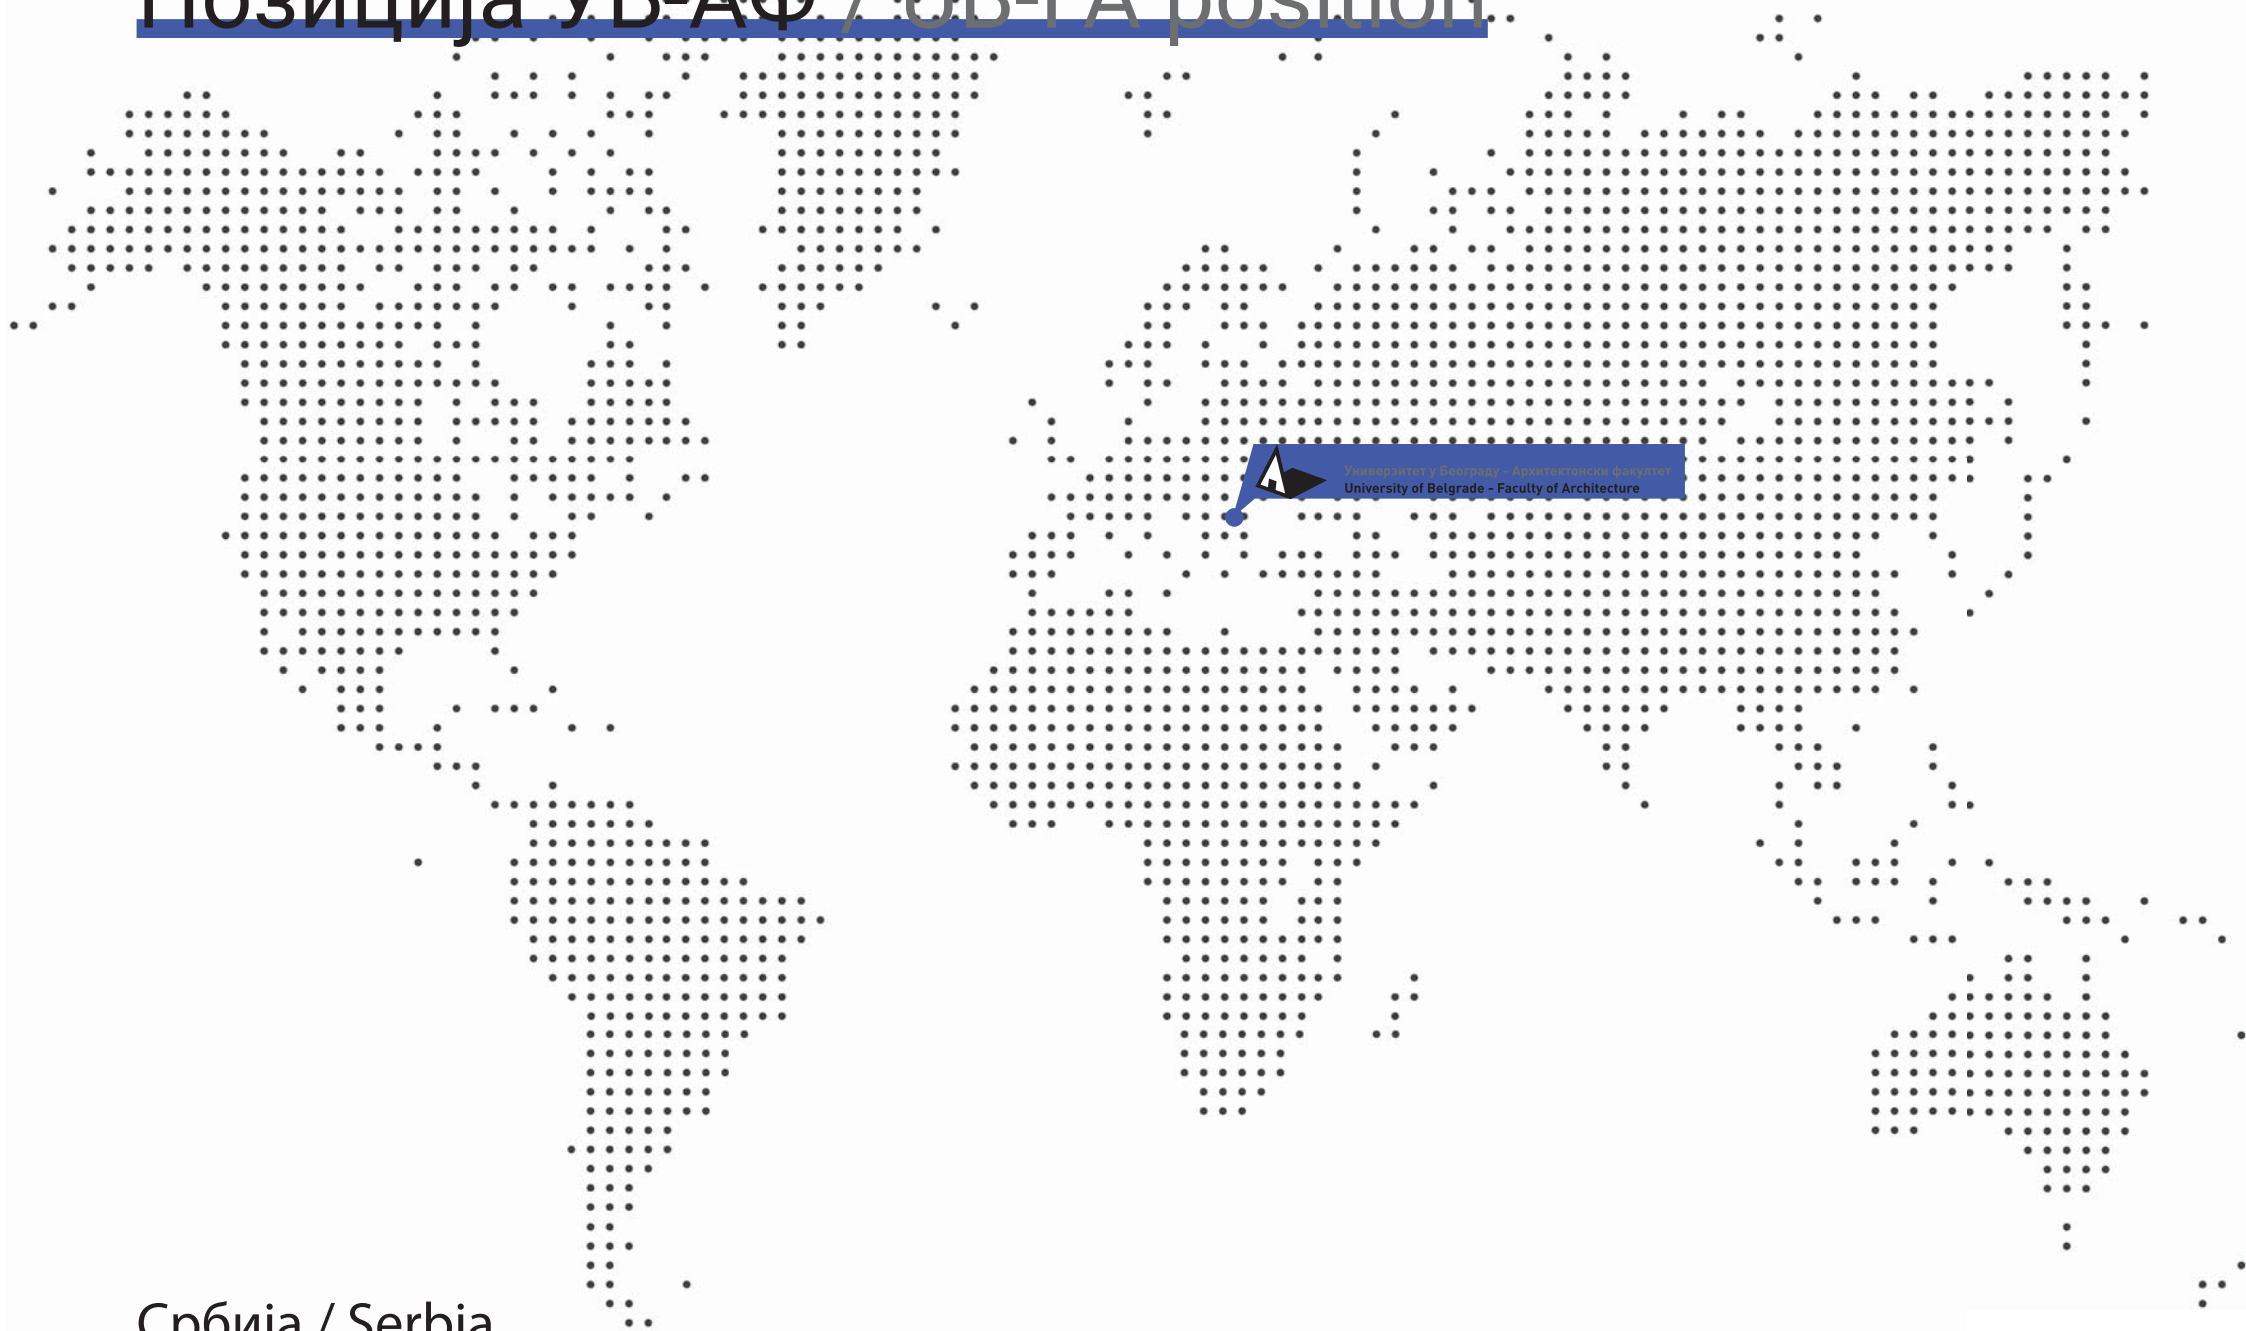 Позиција УБ-АФ / UB-FA position
Универзитет у Београду - Архитектонски факултет
University of Belgrade - Faculty of Architecture
Србија / Serbia